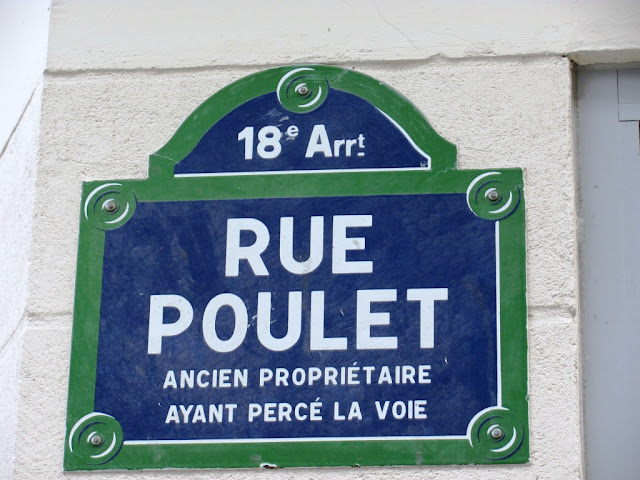 18e Arrt
RUE
POULET
ANCIEN PROPRIÉTAIRE
AYANT PERCÉ LA VOIE